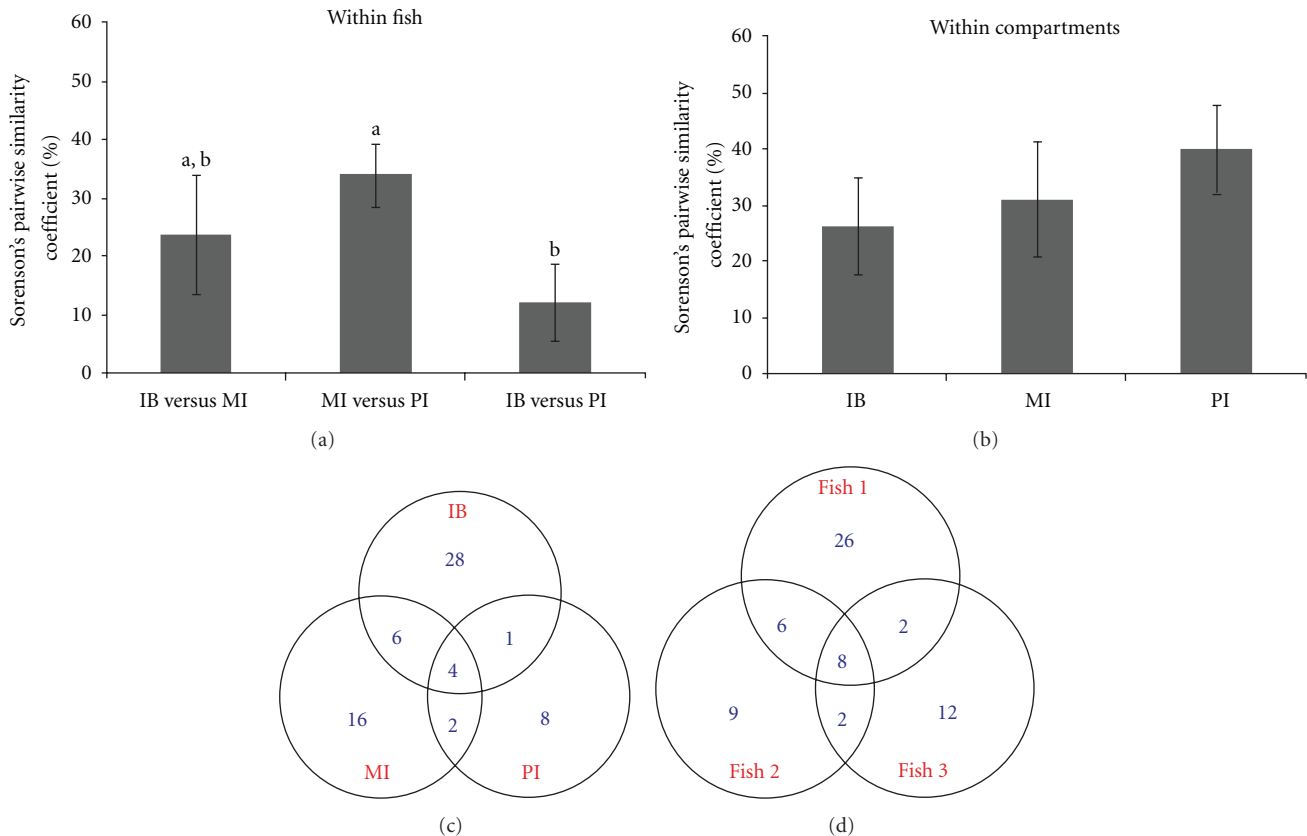 Within fish
Sorenson's pairwise similarity
coefficient (%)
60
50
40
30
20
10
0
a, b
a
b
IB versus MI
MI versus PI
IB versus PI
(a)
Within compartments
Sorenson's pairwise similarity
coefficient (%)
60
50
40
30
20
10
0
IB
MI
PI
(b)
IB
28
6
1
4
16
2
8
MI
PI
(c)
Fish 1
26
6
2
8
9
2
12
Fish 2
Fish 3
(d)